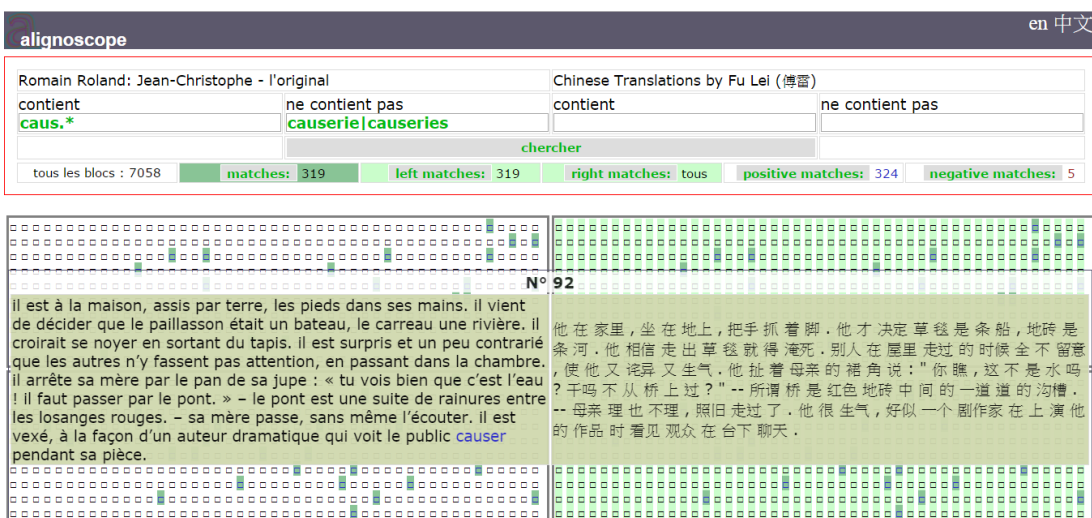 en 中文
alignoscope
Romain Roland: Jean-Christophe - l'original
Chinese Translations by Fu Lei (傅雷)
contient
ne contient pas
contient
ne contient pas
caus.*
causerie|causeries
chercher
tous les blocs : 7058
matches: 319
left matches: 319
right matches: tous
positive matches: 324
negative matches: 5
N° 92
il est à la maison, assis par terre, les pieds dans ses mains. il vient
de décider que le paillasson était un bateau, le carreau une rivière. il
croirait se noyer en sortant du tapis. il est surpris et un peu contrarié
que les autres n’y fassent pas attention, en passant dans la chambre.
il arrête sa mère par le pan de sa jupe : « tu vois bien que c’est l’eau
! il faut passer par le pont. » – le pont est une suite de rainures entre
les losanges rouges. – sa mère passe, sans même l’écouter. il est
vexé, à la façon d’un auteur dramatique qui voit le public causer
pendant sa pièce.
他 在 家里 , 坐 在 地上 , 把手 抓 着 脚 . 他 才 决定 草 毯 是 条 船 , 地砖 是
条 河 . 他 相信 走 出 草 毯 就 得 淹死 . 别人 在 屋里 走过 的 时候 全 不 留意
, 使 他 又 诧异 又 生气 . 他 扯 着 母亲 的 裙 角 说 : " 你 瞧 , 这 不 是 水 吗
? 干吗 不 从 桥 上 过 ? " -- 所谓 桥 是 红色 地砖 中 间 的 一道 道 的 沟槽 .
-- 母亲 理 也 不理 , 照旧 走过 了 . 他 很 生气 , 好似 一个 剧作家 在 上 演 他
的 作品 时 看见 观众 在 台下 聊天 .